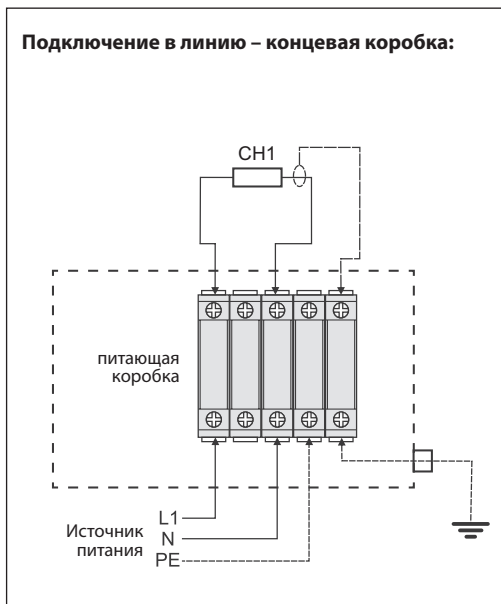 Подключение в линию – концевая коробка:
CH1
питающая
коробка
L1
Источник
питания
N
PE